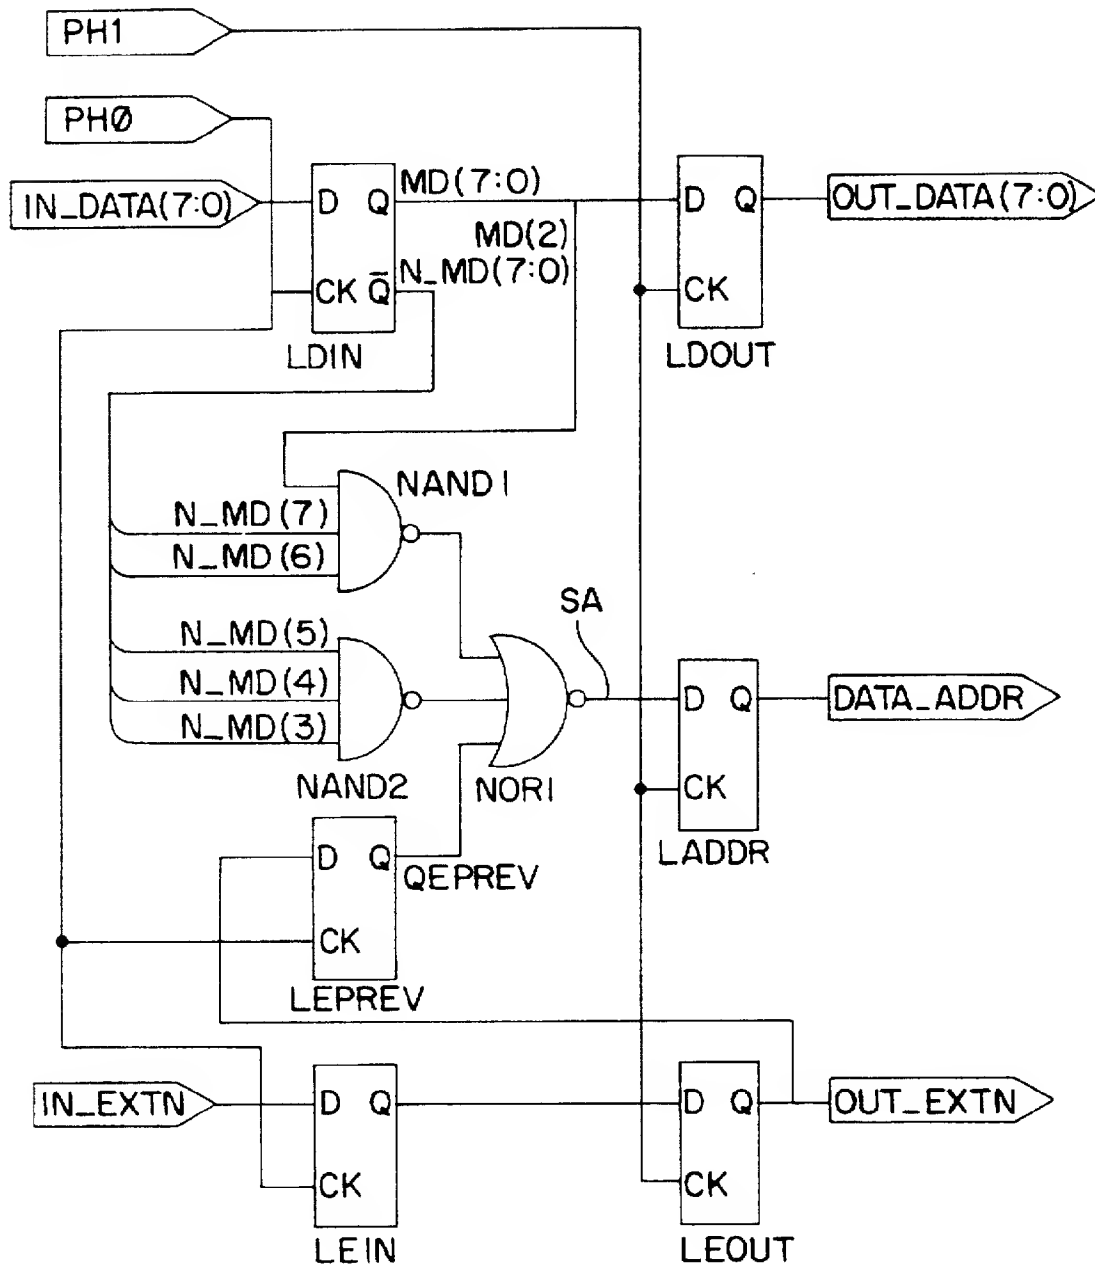 PH1
PHØ
IN_DATA(7:0)
D Q
CK Q̅
LDIN
MD(7:0)
MD(2)
N_MD(7:0)
D Q
CK
LDOUT
OUT_DATA(7:0)
NAND1
N_MD(7)
N_MD(6)
N_MD(5)
N_MD(4)
N_MD(3)
NAND2
SA
NOR1
D Q
CK
LADDR
DATA_ADDR
D Q
CK
QEPREV
LEPREV
IN_EXTN
D Q
CK
LEIN
D Q
CK
LEOUT
OUT_EXTN